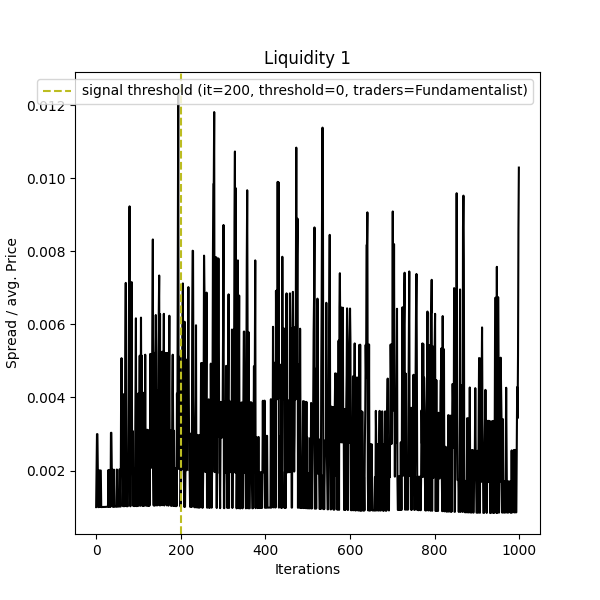 Liquidity 1
signal threshold (it=200, threshold=0, traders=Fundamentalist)
0.012
0.010
0.008
0.006
0.004
0.002
Spread / avg. Price
0 200 400 600 800 1000
Iterations